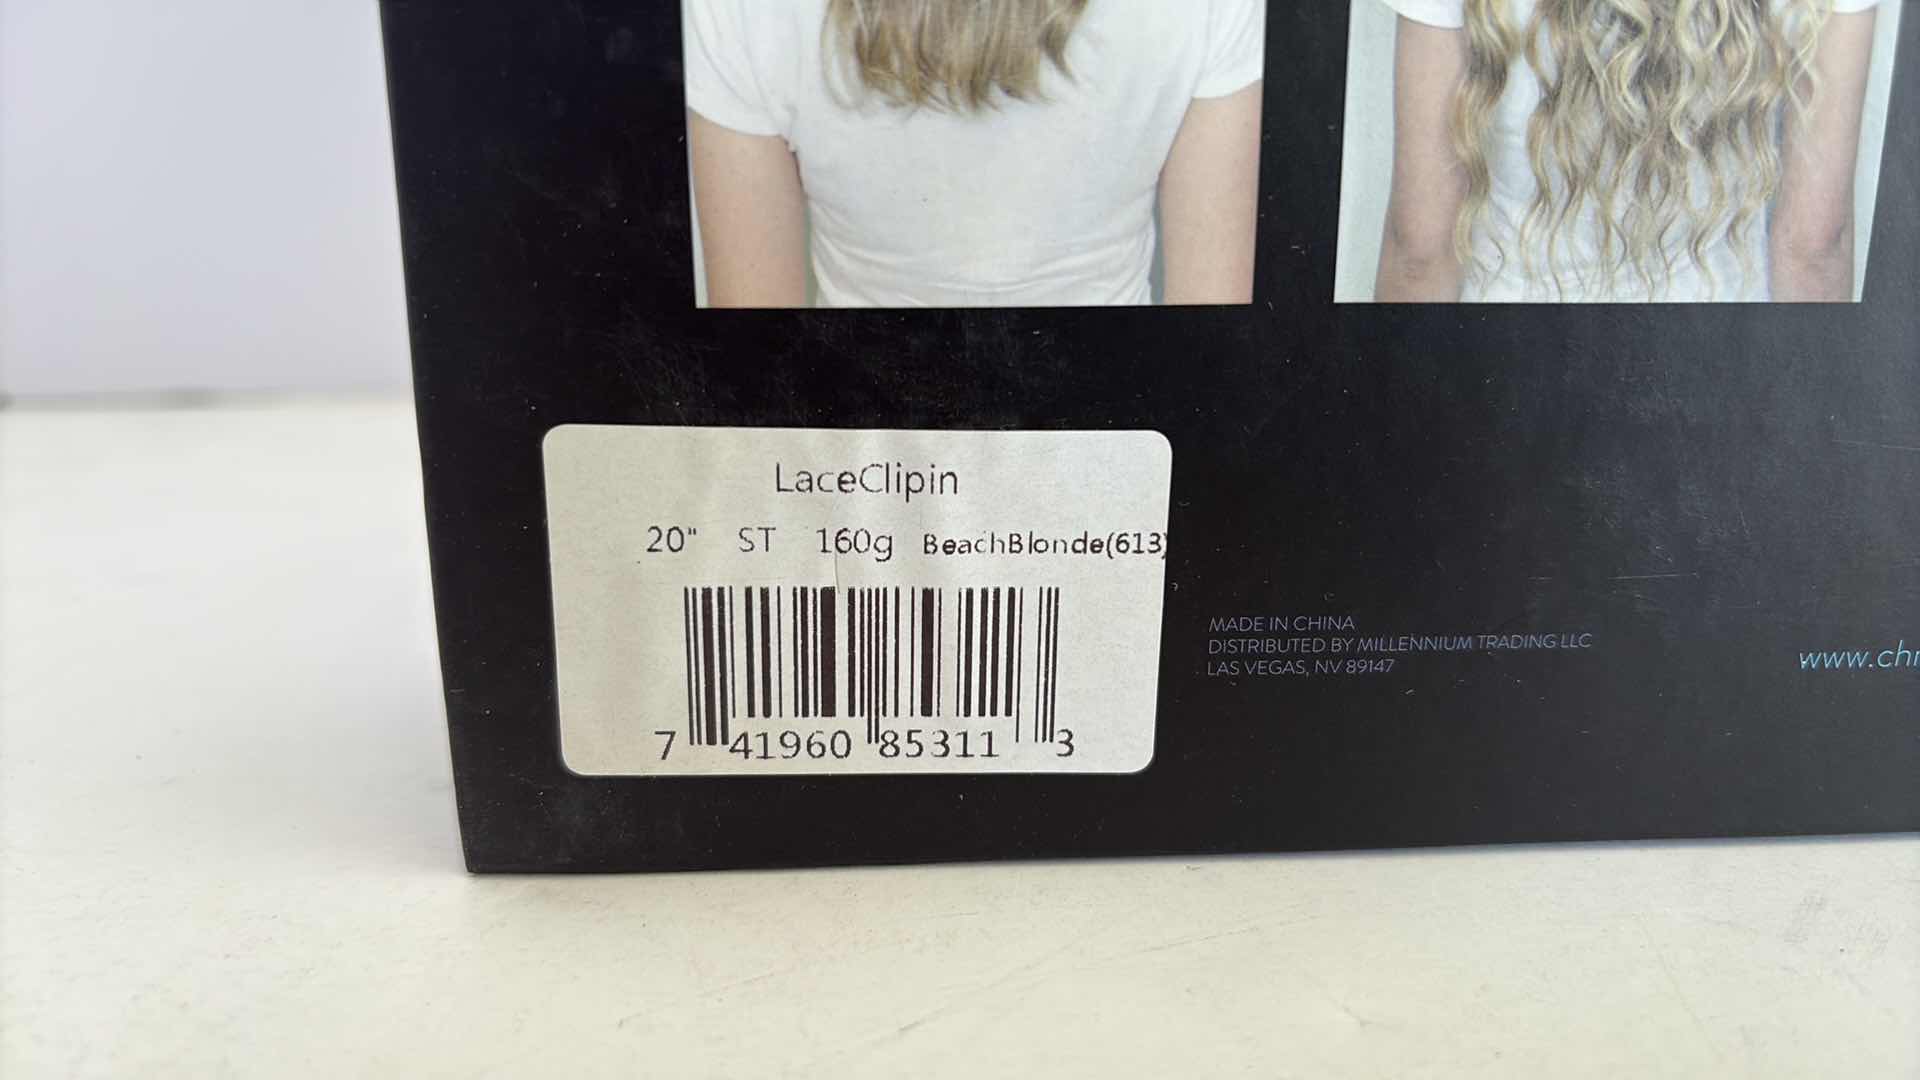 LaceClipin
20" ST 160g BeachBlonde(613)
7 41960 85311 3
MADE IN CHINA
DISTRIBUTED BY MILLENNIUM TRADING LLC
LAS VEGAS, NV 89147